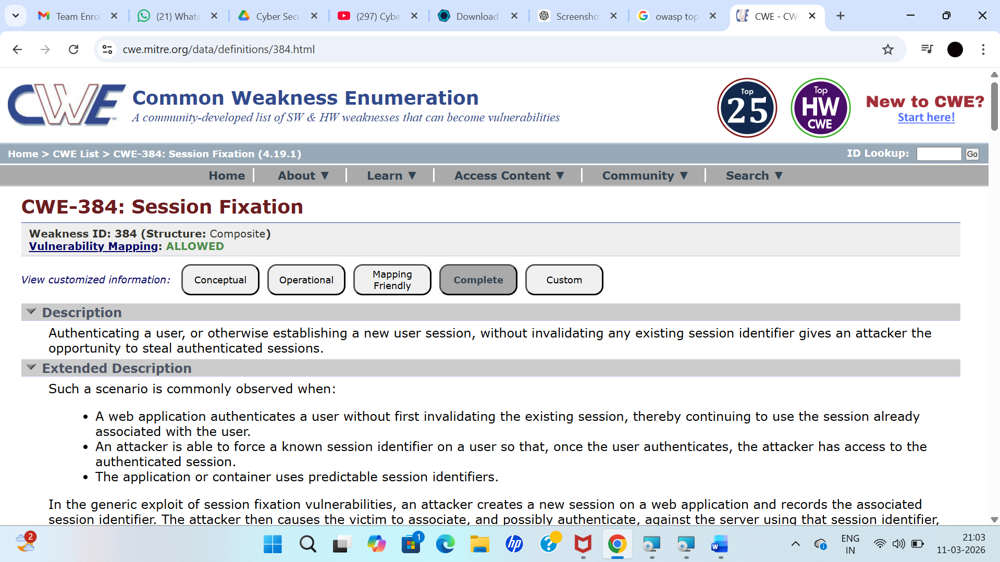 Team Enrol
(21) Whats
Cyber Secu
(297) Cybe
Download
Screensho
owasp top
CWE - CW
cwe.mitre.org/data/definitions/384.html
CWE
Common Weakness Enumeration
A community-developed list of SW & HW weaknesses that can become vulnerabilities
Top
25
Top
HW
CWE
New to CWE?
Start here!
Home > CWE List > CWE-384: Session Fixation (4.19.1)
ID Lookup:
Go
Home
About ▼
Learn ▼
Access Content ▼
Community ▼
Search ▼
CWE-384: Session Fixation
Weakness ID: 384 (Structure: Composite)
Vulnerability Mapping: ALLOWED
View customized information:
Conceptual
Operational
Mapping
Friendly
Complete
Custom
Description
Authenticating a user, or otherwise establishing a new user session, without invalidating any existing session identifier gives an attacker the
opportunity to steal authenticated sessions.
Extended Description
Such a scenario is commonly observed when:
• A web application authenticates a user without first invalidating the existing session, thereby continuing to use the session already
associated with the user.
• An attacker is able to force a known session identifier on a user so that, once the user authenticates, the attacker has access to the
authenticated session.
• The application or container uses predictable session identifiers.
In the generic exploit of session fixation vulnerabilities, an attacker creates a new session on a web application and records the associated
session identifier. The attacker then causes the victim to associate, and possibly authenticate, against the server using that session identifier,
2
1
hp
?
W
ENG
IN
21:03
11-03-2026